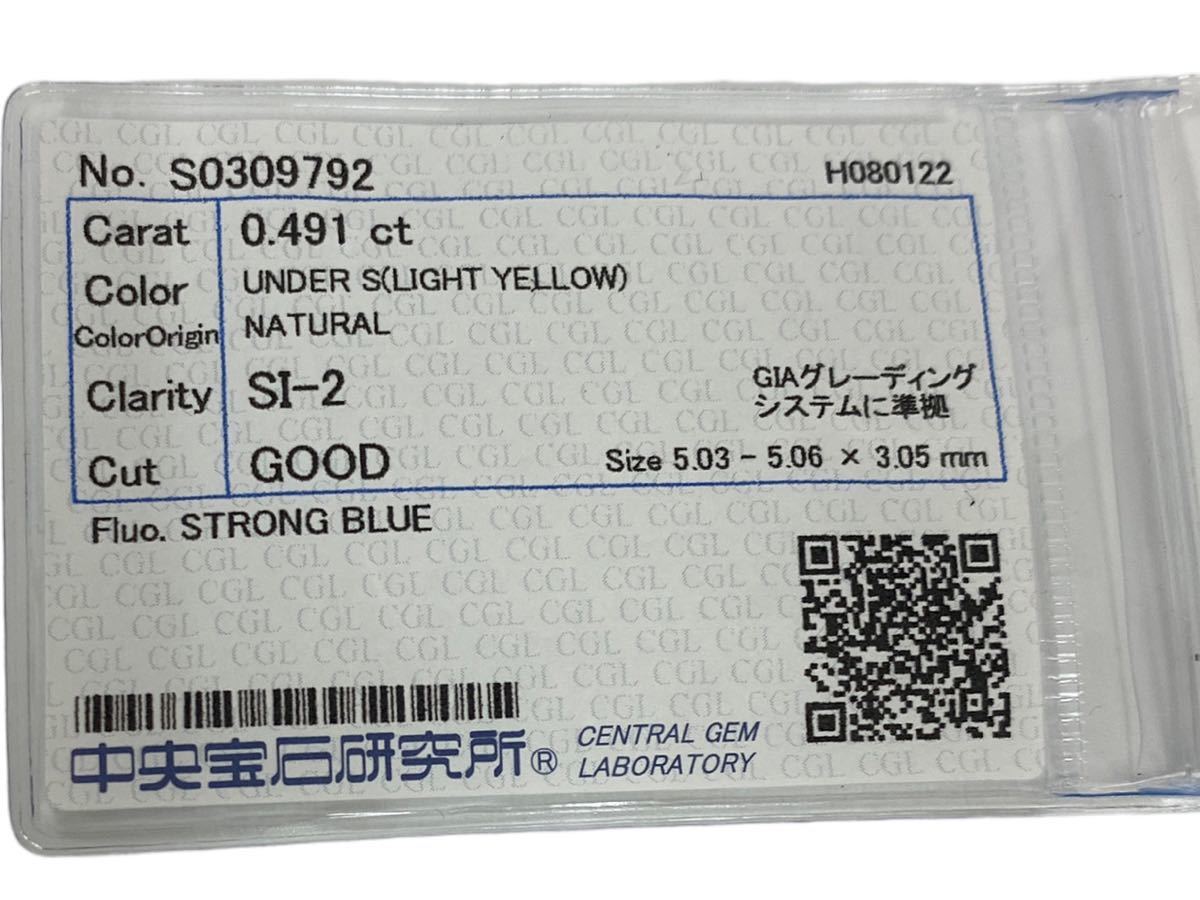 No. S0309792 H080122
Carat 0.491 ct
Color UNDER S(LIGHT YELLOW)
ColorOrigin NATURAL
Clarity SI-2
GIAグレーディング
システムに準拠
Cut GOOD Size 5.03 - 5.06 × 3.05 mm
Fluo. STRONG BLUE
中央宝石研究所® CENTRAL GEM
LABORATORY